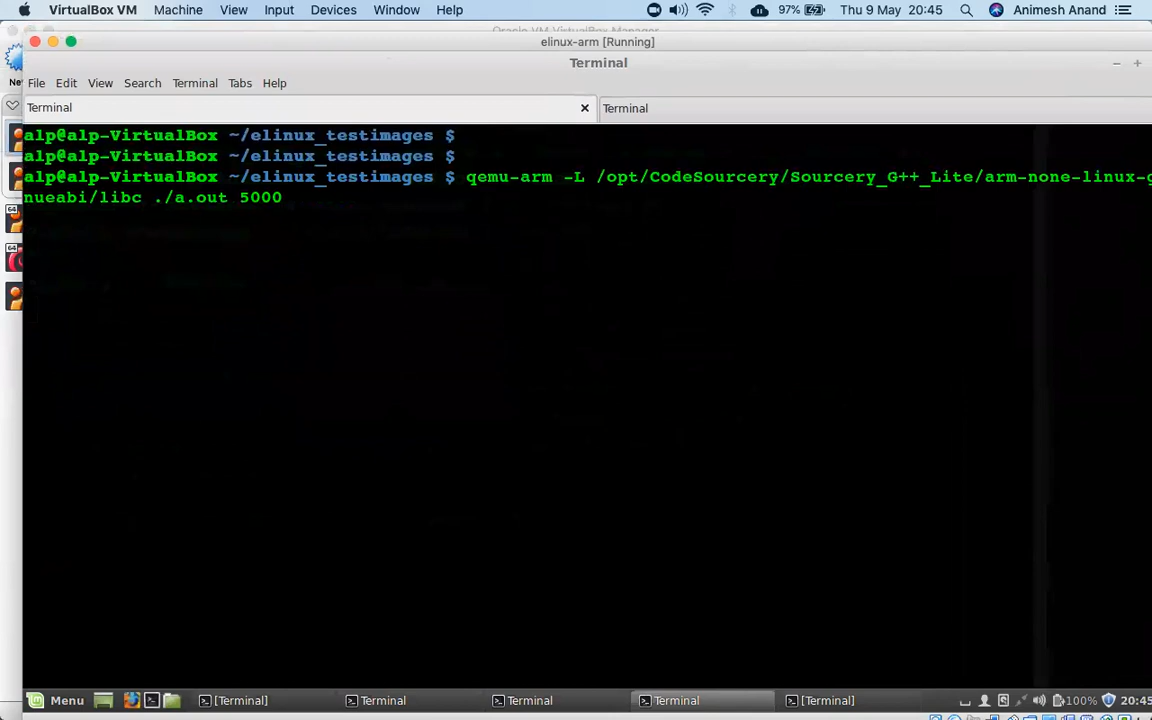 VirtualBox VM Machine View Input Devices Window Help 97% Thu 9 May 20:45 Animesh Anand
elinux-arm [Running]
Terminal
File Edit View Search Terminal Tabs Help
Terminal
Terminal
alp@alp-VirtualBox ~/elinux_testimages $
alp@alp-VirtualBox ~/elinux_testimages $
alp@alp-VirtualBox ~/elinux_testimages $ qemu-arm -L /opt/CodeSourcery/Sourcery_G++_Lite/arm-none-linux-g
nueabi/libc ./a.out 5000
Menu [Terminal] Terminal Terminal Terminal [Terminal] 100% 20:45